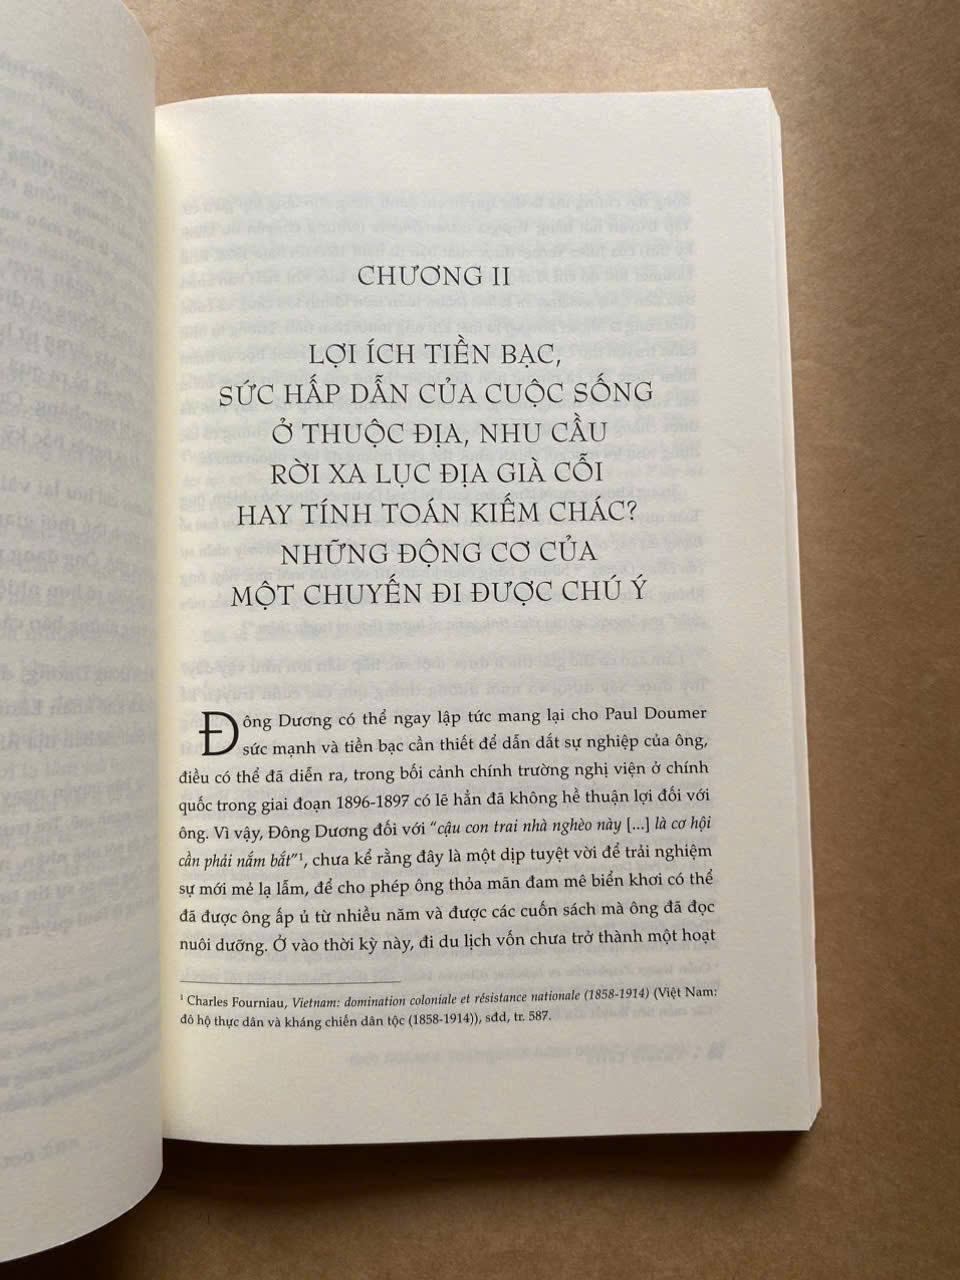 CHƯƠNG II
LỢI ÍCH TIỀN BẠC,
SỨC HẤP DẪN CỦA CUỘC SỐNG
Ở THUỘC ĐỊA, NHU CẦU
RỜI XA LỤC ĐỊA GIÀ CỖI
HAY TÍNH TOÁN KIẾM CHÁC?
NHỮNG ĐỘNG CƠ CỦA
MỘT CHUYẾN ĐI ĐƯỢC CHÚ Ý
Đông Dương có thể ngay lập tức mang lại cho Paul Doumer
sức mạnh và tiền bạc cần thiết để dẫn dắt sự nghiệp của ông,
điều có thể đã diễn ra, trong bối cảnh chính trường nghị viện ở chính
quốc trong giai đoạn 1896-1897 có lẽ hẳn đã không hề thuận lợi đối với
ông. Vì vậy, Đông Dương đối với “cậu con trai nhà nghèo này [...] là cơ hội
cần phải nắm bắt”¹, chưa kể rằng đây là một dịp tuyệt vời để trải nghiệm
sự mới mẻ lạ lẫm, để cho phép ông thỏa mãn đam mê biển khơi có thể
đã được ông ấp ủ từ nhiều năm và được các cuốn sách mà ông đã đọc
nuôi dưỡng. Ở vào thời kỳ này, đi du lịch vốn chưa trở thành một hoạt
¹ Charles Fourniau, Vietnam: domination coloniale et résistance nationale (1858-1914) (Việt Nam:
đô hộ thực dân và kháng chiến dân tộc (1858-1914)), sđd, tr. 587.